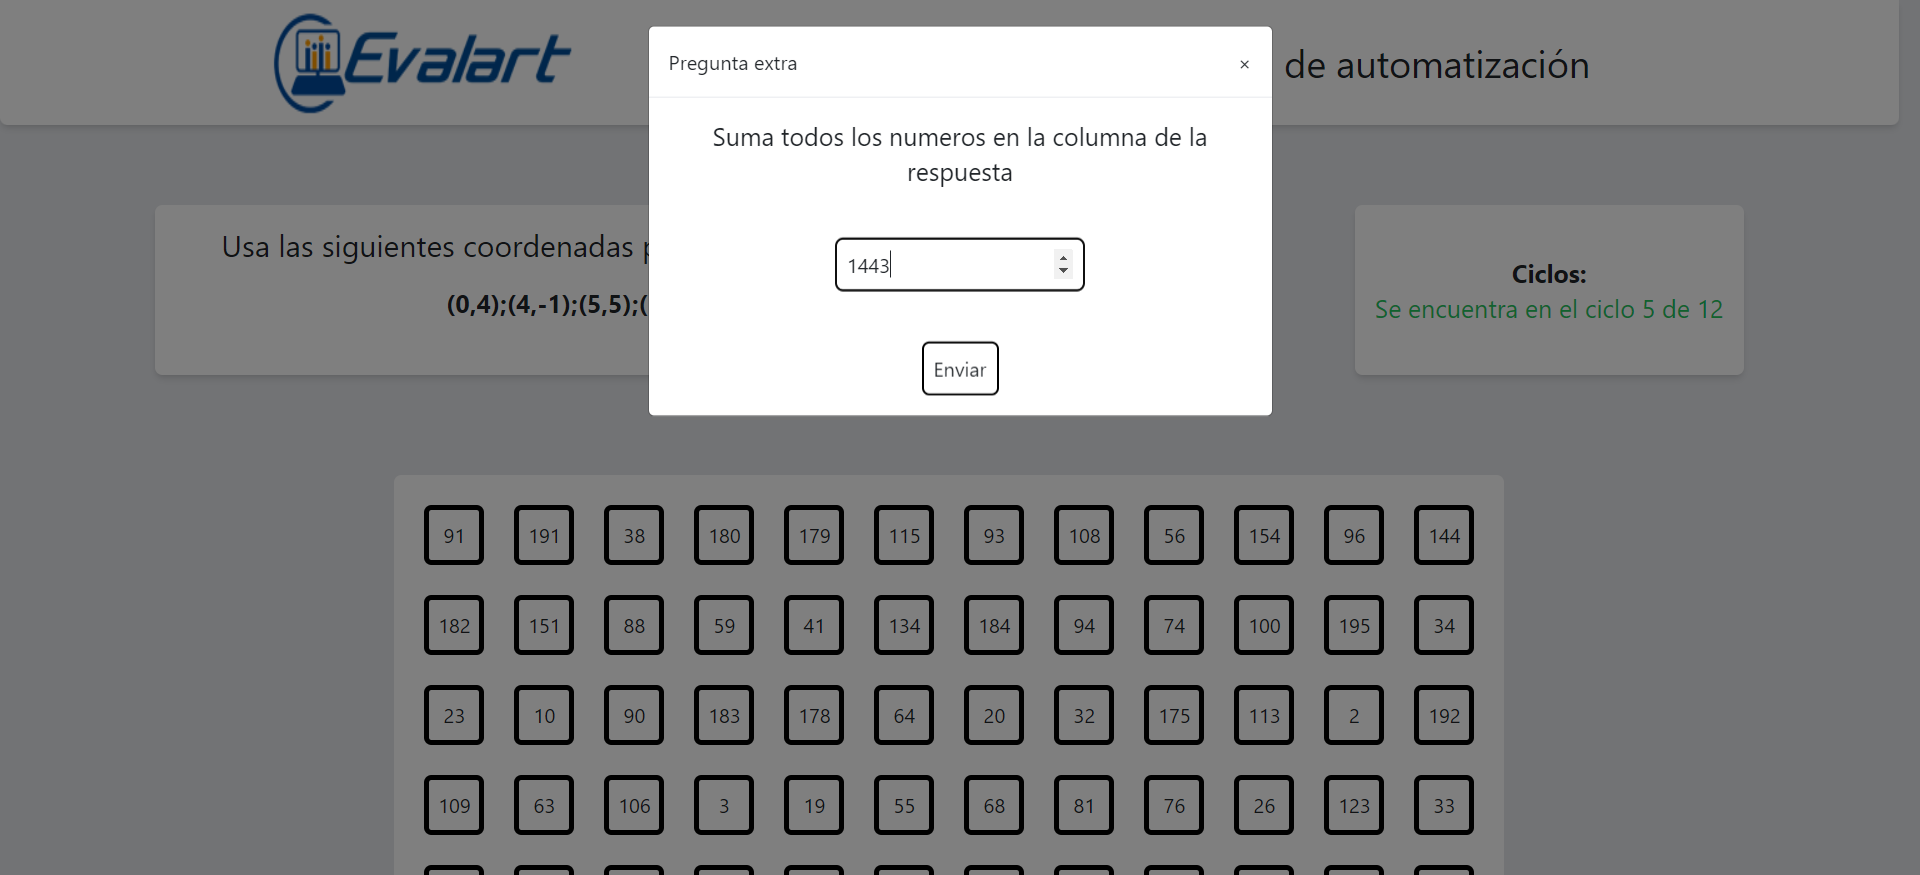 Evalart
de automatización
Pregunta extra
×
Suma todos los numeros en la columna de la
respuesta
1443
Enviar
Usa las siguientes coordenadas
(0,4);(4,-1);(5,5);(
Ciclos:
Se encuentra en el ciclo 5 de 12
91 191 38 180 179 115 93 108 56 154 96 144
182 151 88 59 41 134 184 94 74 100 195 34
23 10 90 183 178 64 20 32 175 113 2 192
109 63 106 3 19 55 68 81 76 26 123 33